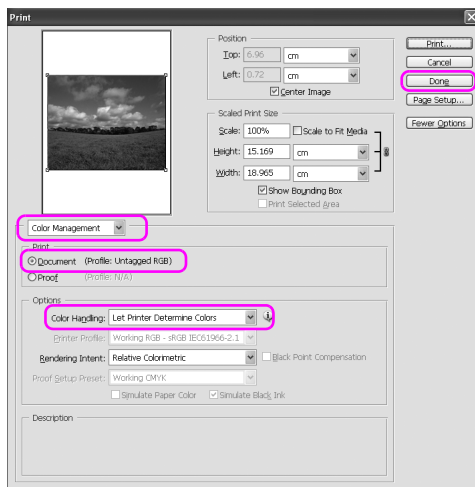 Print
Position
Top: 6.96 cm
Left: 0.72 cm
Center Image
Scaled Print Size
Scale: 100% Scale to Fit Media
Height: 15.169 cm
Width: 18.965 cm
Show Bounding Box
Print Selected Area
Print...
Cancel
Done
Page Setup...
Fewer Options
Color Management
Print
Document (Profile: Untagged RGB)
Proof (Profile: N/A)
Options
Color Handling: Let Printer Determine Colors
Printer Profile: Working RGB - sRGB IEC61966-2.1
Rendering Intent: Relative Colorimetric Black Point Compensation
Proof Setup Preset: Working CMYK
Simulate Paper Color Simulate Black Ink
Description